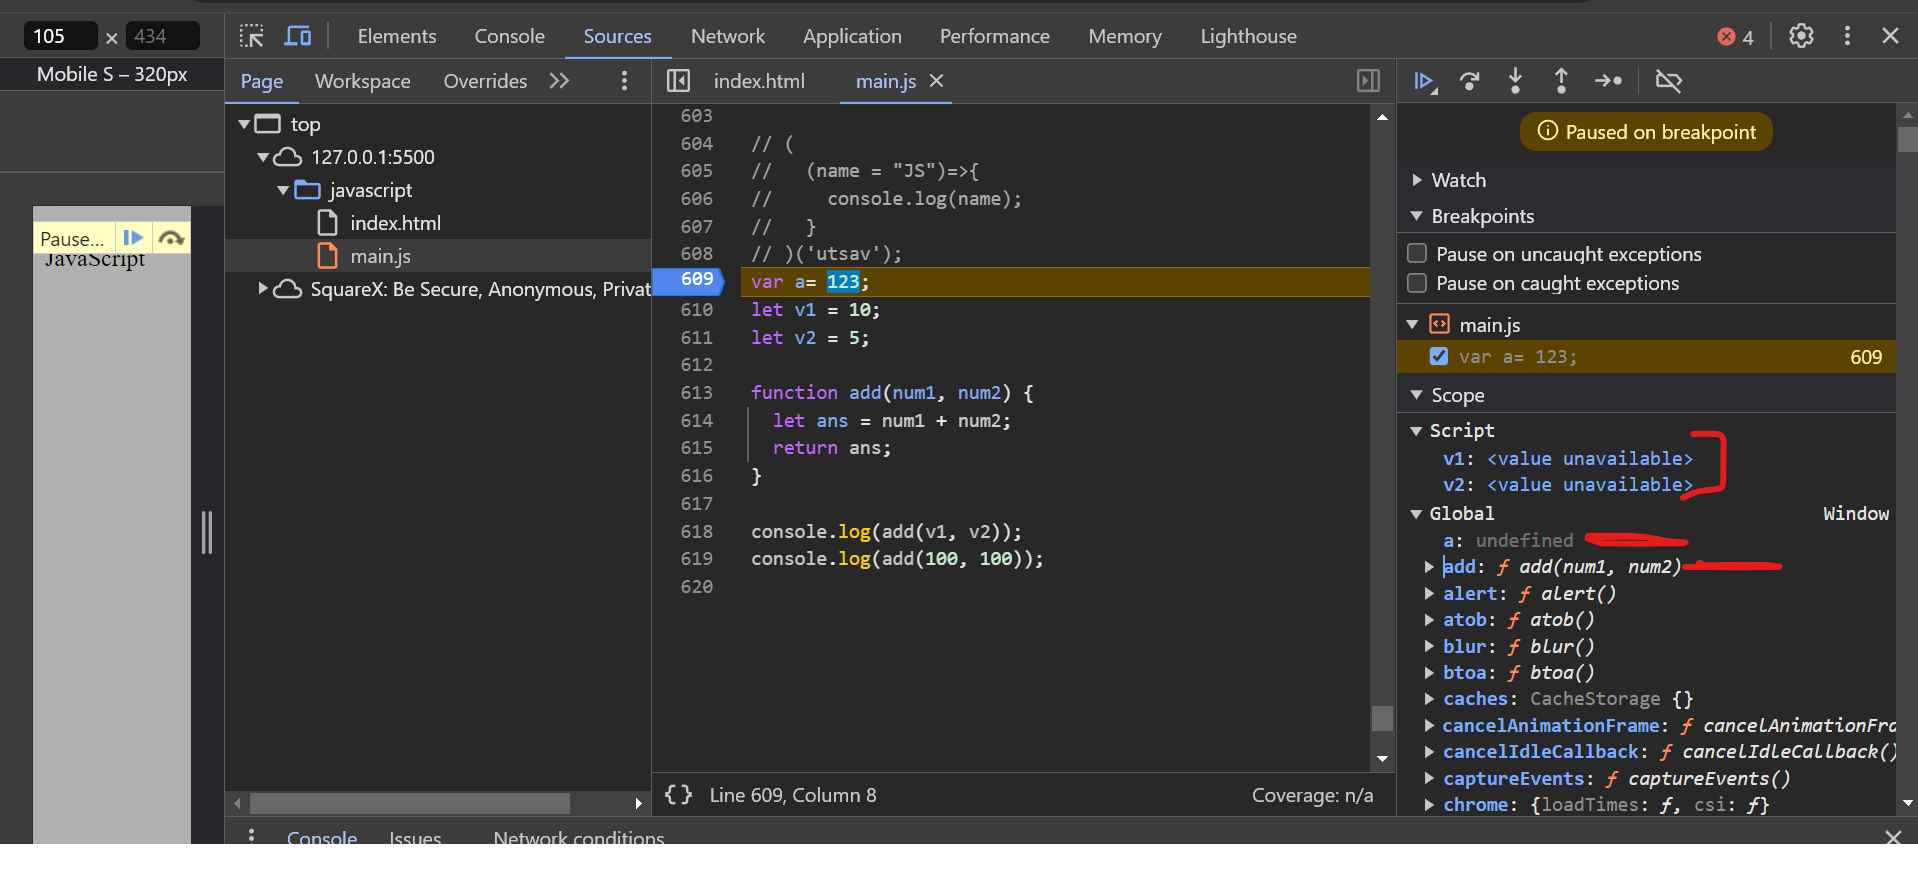 105 × 434
Mobile S – 320px
Pause...
JavaScript
Elements Console Sources Network Application Performance Memory Lighthouse 4
Page Workspace Overrides
top
127.0.0.1:5500
javascript
index.html
main.js
SquareX: Be Secure, Anonymous, Privat
index.html main.js
603
604 // (
605 //   (name = "JS")=>{
606 //     console.log(name);
607 //   }
608 // )('utsav');
609 var a= 123;
610 let v1 = 10;
611 let v2 = 5;
612
613 function add(num1, num2) {
614   let ans = num1 + num2;
615   return ans;
616 }
617
618 console.log(add(v1, v2));
619 console.log(add(100, 100));
620
{} Line 609, Column 8 Coverage: n/a
Paused on breakpoint
Watch
Breakpoints
Pause on uncaught exceptions
Pause on caught exceptions
main.js
var a= 123; 609
Scope
Script
v1: <value unavailable>
v2: <value unavailable>
Global Window
a: undefined
add: ƒ add(num1, num2)
alert: ƒ alert()
atob: ƒ atob()
blur: ƒ blur()
btoa: ƒ btoa()
caches: CacheStorage {}
cancelAnimationFrame: ƒ cancelAnimationFra
cancelIdleCallback: ƒ cancelIdleCallback()
captureEvents: ƒ captureEvents()
chrome: {loadTimes: ƒ, csi: ƒ}
Console Issues Network conditions